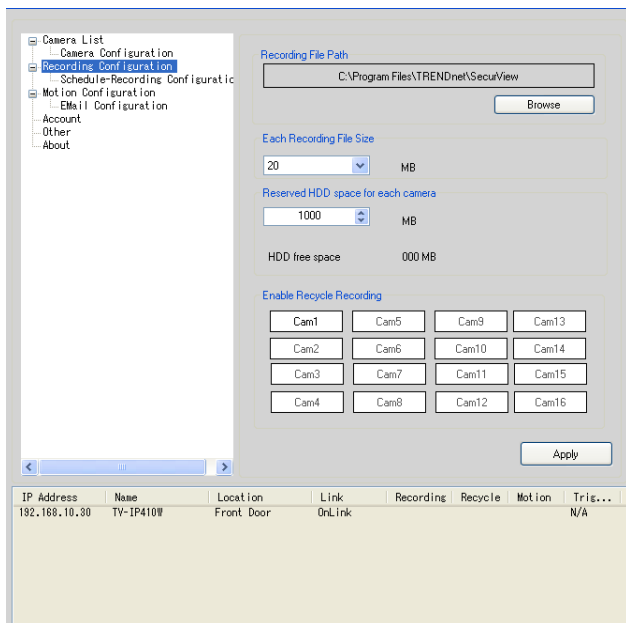 Camera List
Camera Configuration
Recording Configuration
Schedule-Recording Configuratio
Motion Configuration
EMail Configuration
Account
Other
About
Recording File Path
C:\Program Files\TRENDnet\SecurView
Browse
Each Recording File Size
20 MB
Reserved HDD space for each camera
1000 MB
HDD free space 000 MB
Enable Recycle Recording
Cam1 Cam5 Cam9 Cam13
Cam2 Cam6 Cam10 Cam14
Cam3 Cam7 Cam11 Cam15
Cam4 Cam8 Cam12 Cam16
Apply
IP Address Name Location Link Recording Recycle Motion Trig...
192.168.10.30 TV-IP410W Front Door OnLink N/A